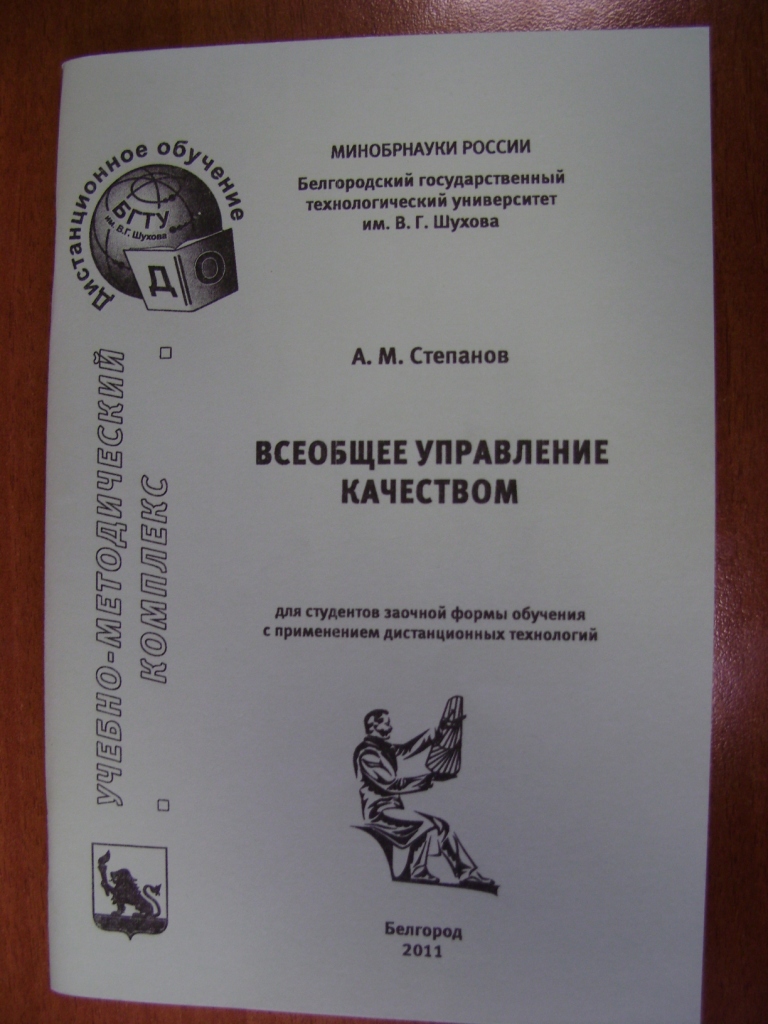 Дистанционное обучение
БГТУ
им. В.Г. Шухова
Д О
УЧЕБНО-МЕТОДИЧЕСКИЙ
КОМПЛЕКС
МИНОБРНАУКИ РОССИИ
Белгородский государственный
технологический университет
им. В. Г. Шухова
А. М. Степанов
ВСЕОБЩЕЕ УПРАВЛЕНИЕ
КАЧЕСТВОМ
для студентов заочной формы обучения
с применением дистанционных технологий
Белгород
2011